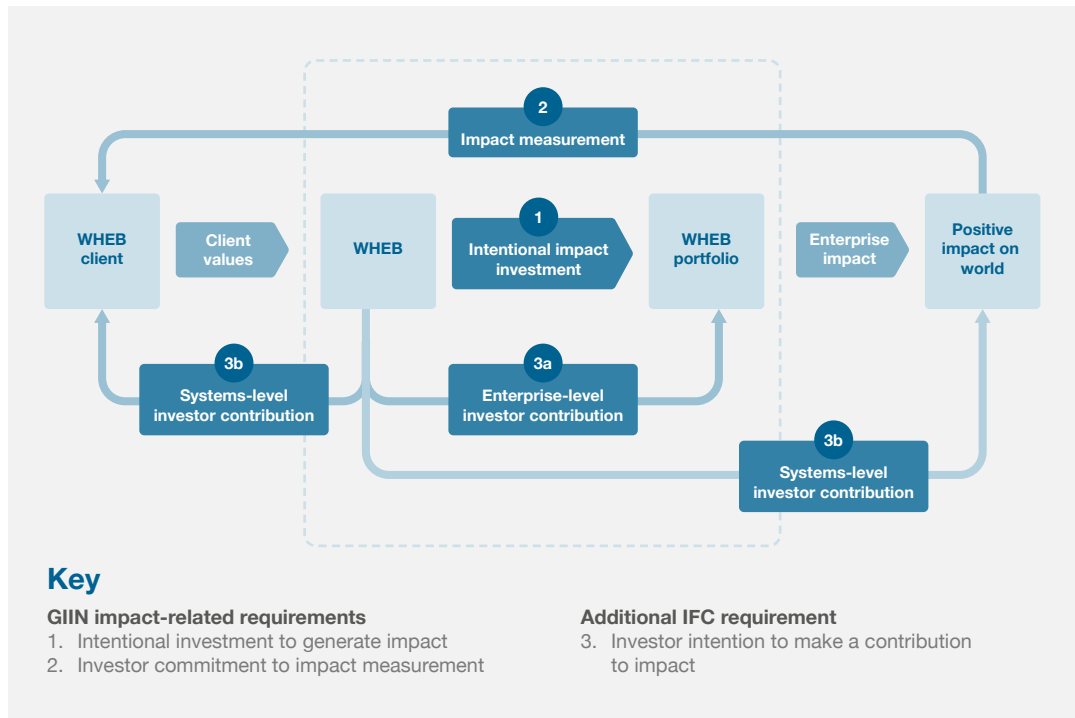 2
Impact measurement
WHEB
client
Client
values
WHEB
1
Intentional impact
investment
WHEB
portfolio
Enterprise
impact
Positive
impact on
world
3b
Systems-level
investor contribution
3a
Enterprise-level
investor contribution
3b
Systems-level
investor contribution
Key
GIIN impact-related requirements
1. Intentional investment to generate impact
2. Investor commitment to impact measurement
Additional IFC requirement
3. Investor intention to make a contribution
to impact